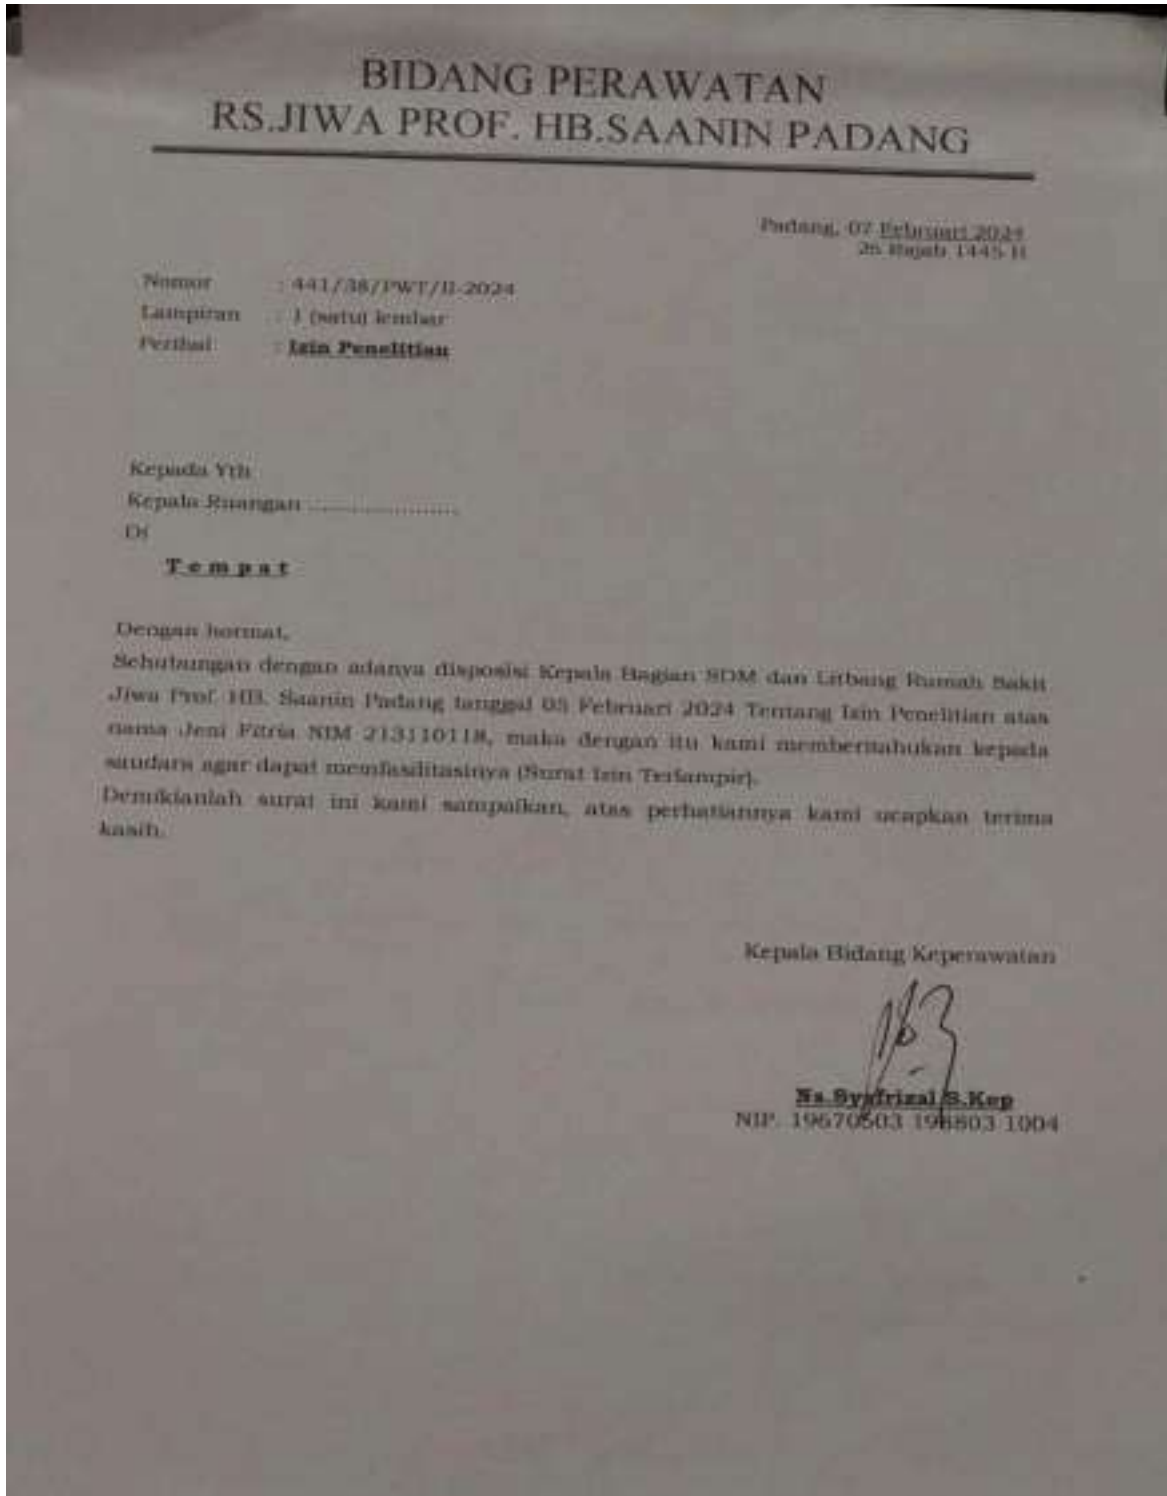 BIDANG PERAWATAN
RS.JIWA PROF. HB.SAANIN PADANG
Padang, 07 Februari 2024
26 Rajab 1445 H
Nomor : 441/38/PWT/II-2024
Lampiran : 1 (satu) lembar
Perihal : Izin Penelitian
Kepada Yth
Kepala Ruangan ......................
Di
Tempat
Dengan hormat,
Sehubungan dengan adanya disposisi Kepala Bagian SDM dan Litbang Rumah Sakit
Jiwa Prof. HB. Saanin Padang tanggal 05 Februari 2024 Tentang Izin Penelitian atas
nama Jeni Fitria NIM 213110118, maka dengan itu kami memberitahukan kepada
saudara agar dapat memfasilitasinya (Surat Izin Terlampir).
Demikianlah surat ini kami sampaikan, atas perhatiannya kami ucapkan terima
kasih.
Kepala Bidang Keperawatan
Ns.Syafrizal S.Kep
NIP. 19670503 198803 1004